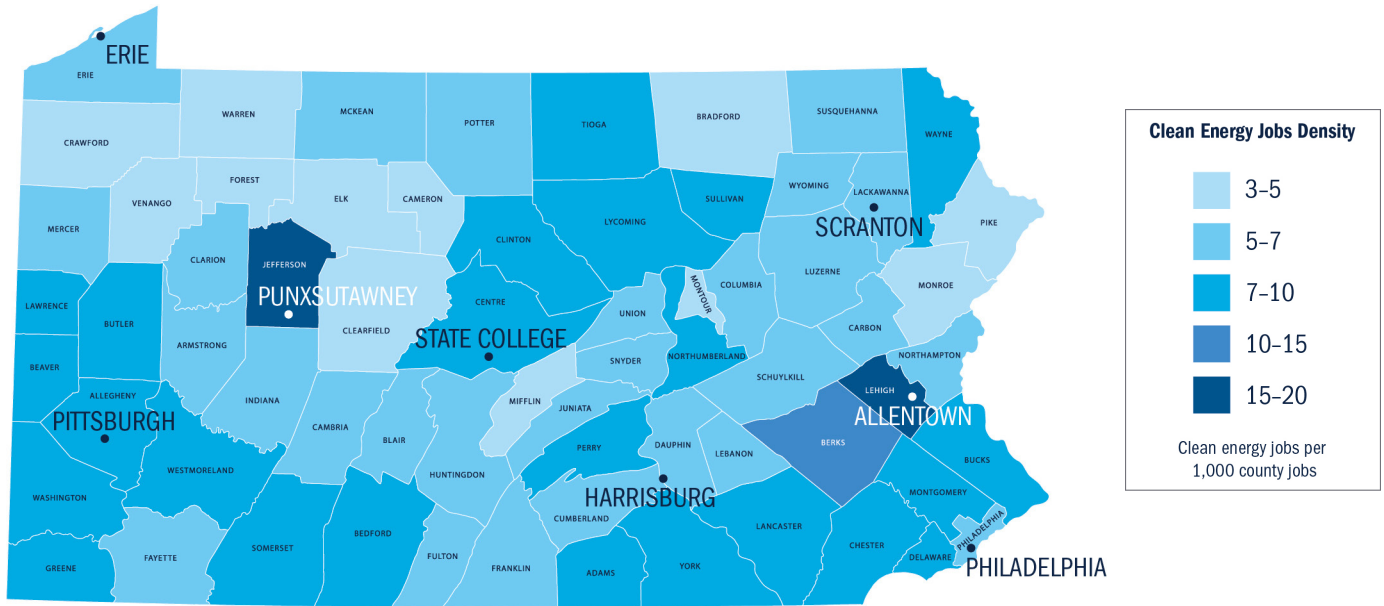 ERIE
ERIE
CRAWFORD
WARREN
MCKEAN
POTTER
TIOGA
BRADFORD
SUSQUEHANNA
WAYNE
MERCER
VENANGO
FOREST
ELK
CAMERON
CLINTON
LYCOMING
SULLIVAN
WYOMING
LACKAWANNA
SCRANTON
PIKE
CLARION
JEFFERSON
PUNXSUTAWNEY
CLEARFIELD
CENTRE
STATE COLLEGE
UNION
MONTOUR
COLUMBIA
LUZERNE
MONROE
LAWRENCE
BUTLER
ARMSTRONG
SNYDER
NORTHUMBERLAND
CARBON
NORTHAMPTON
BEAVER
ALLEGHENY
PITTSBURGH
INDIANA
CAMBRIA
BLAIR
MIFFLIN
JUNIATA
SCHUYLKILL
LEHIGH
ALLENTOWN
WESTMORELAND
HUNTINGDON
PERRY
DAUPHIN
LEBANON
BERKS
BUCKS
WASHINGTON
HARRISBURG
CUMBERLAND
LANCASTER
MONTGOMERY
GREENE
FAYETTE
SOMERSET
BEDFORD
FULTON
FRANKLIN
ADAMS
YORK
CHESTER
DELAWARE
PHILADELPHIA
PHILADELPHIA
Clean Energy Jobs Density
3–5
5–7
7–10
10–15
15–20
Clean energy jobs per
1,000 county jobs